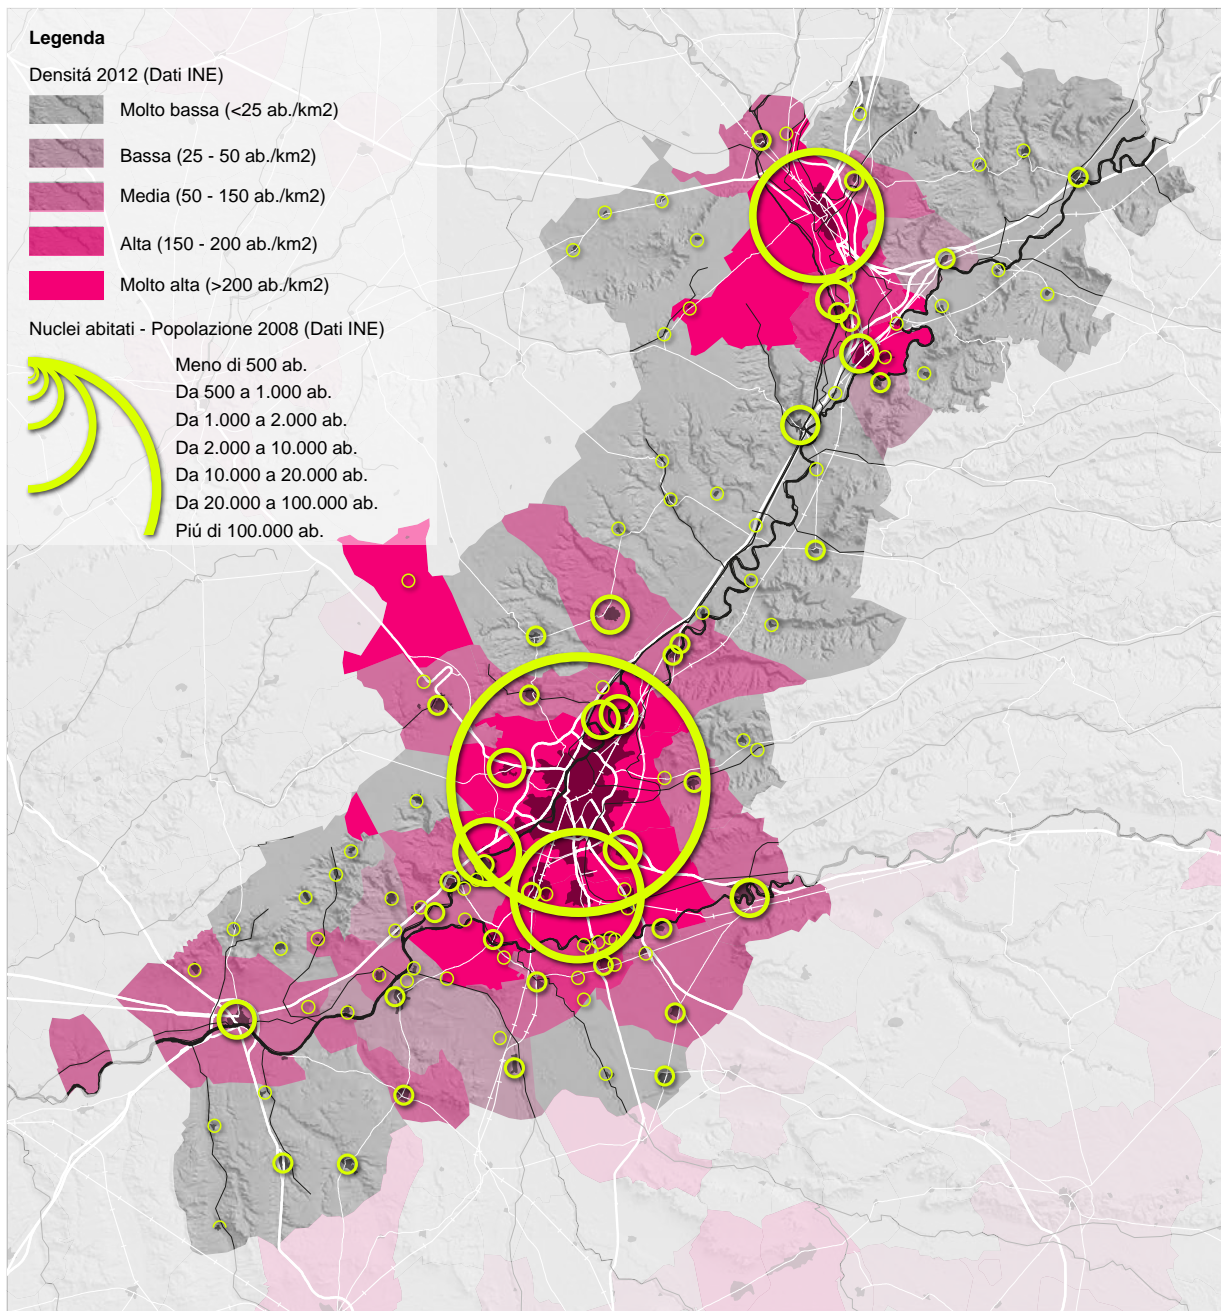 Legenda
Densitá 2012 (Dati INE)
Molto bassa (<25 ab./km2)
Bassa (25 - 50 ab./km2)
Media (50 - 150 ab./km2)
Alta (150 - 200 ab./km2)
Molto alta (>200 ab./km2)
Nuclei abitati - Popolazione 2008 (Dati INE)
Meno di 500 ab.
Da 500 a 1.000 ab.
Da 1.000 a 2.000 ab.
Da 2.000 a 10.000 ab.
Da 10.000 a 20.000 ab.
Da 20.000 a 100.000 ab.
Piú di 100.000 ab.